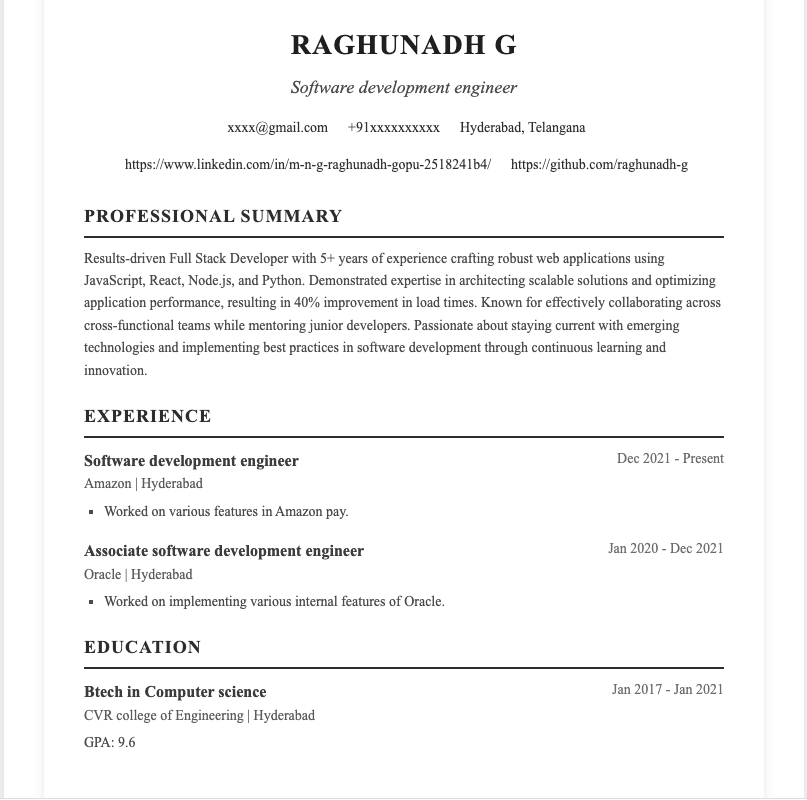 RAGHUNADH G
Software development engineer
xxxx@gmail.com +91xxxxxxxxxx Hyderabad, Telangana
https://www.linkedin.com/in/m-n-g-raghunadh-gopu-2518241b4/ https://github.com/raghunadh-g
PROFESSIONAL SUMMARY
Results-driven Full Stack Developer with 5+ years of experience crafting robust web applications using
JavaScript, React, Node.js, and Python. Demonstrated expertise in architecting scalable solutions and optimizing
application performance, resulting in 40% improvement in load times. Known for effectively collaborating across
cross-functional teams while mentoring junior developers. Passionate about staying current with emerging
technologies and implementing best practices in software development through continuous learning and
innovation.
EXPERIENCE
Software development engineer Dec 2021 - Present
Amazon | Hyderabad
▪ Worked on various features in Amazon pay.
Associate software development engineer Jan 2020 - Dec 2021
Oracle | Hyderabad
▪ Worked on implementing various internal features of Oracle.
EDUCATION
Btech in Computer science Jan 2017 - Jan 2021
CVR college of Engineering | Hyderabad
GPA: 9.6